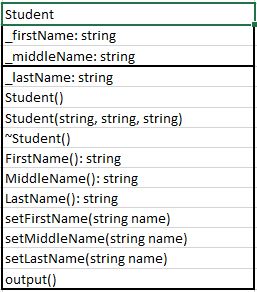 Student
_firstName: string
_middleName: string
_lastName: string
Student()
Student(string, string, string)
~Student()
FirstName(): string
MiddleName(): string
LastName(): string
setFirstName(string name)
setMiddleName(string name)
setLastName(string name)
output()